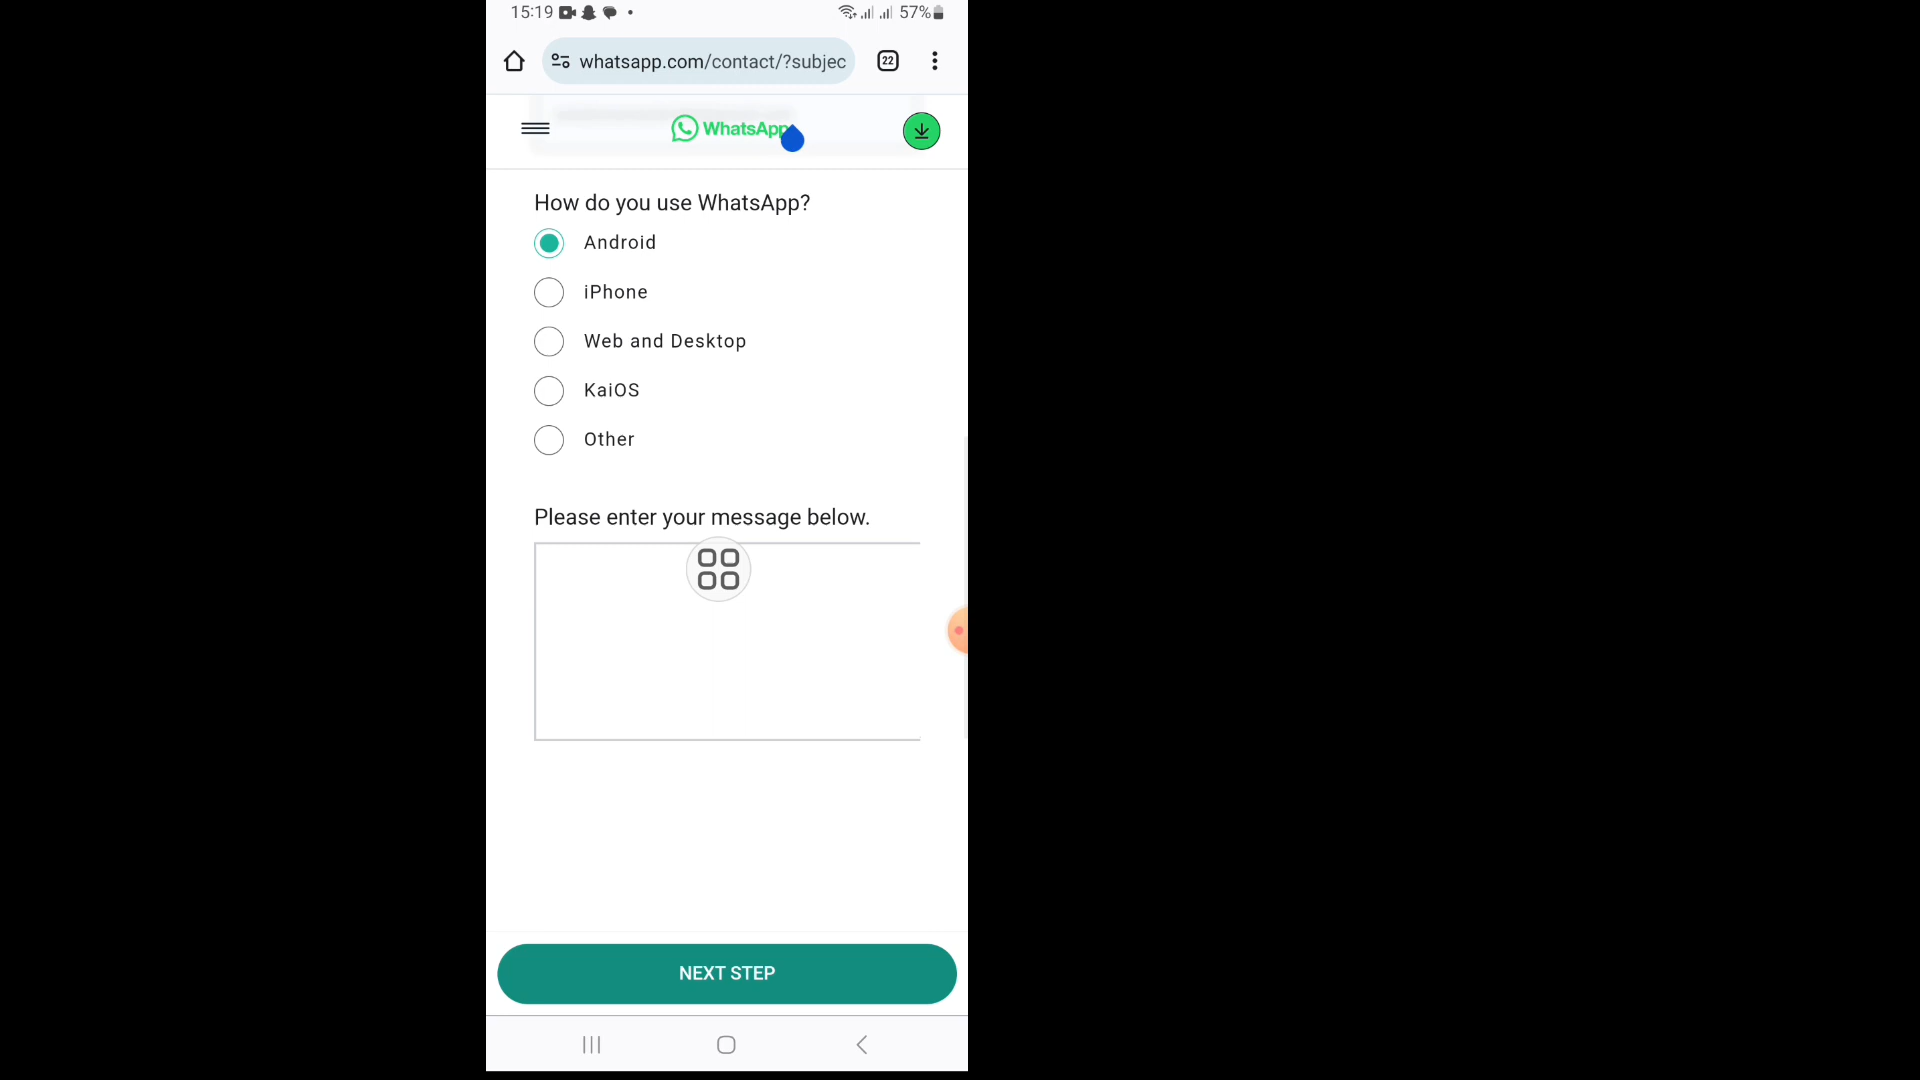 15:19
57%
whatsapp.com/contact/?subjec
22
WhatsApp
How do you use WhatsApp?
Android
iPhone
Web and Desktop
KaiOS
Other
Please enter your message below.
NEXT STEP